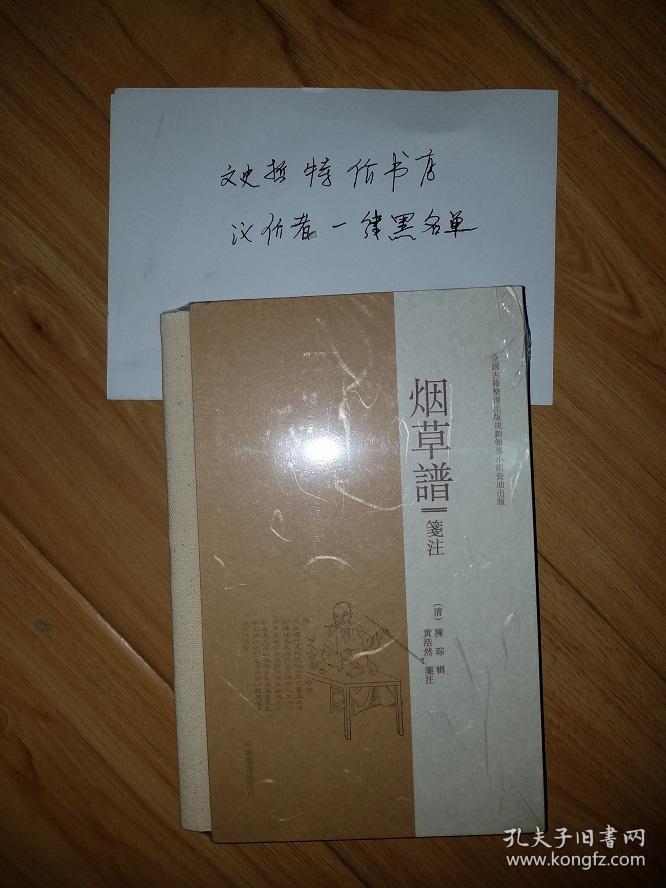 文史哲特价书店
议价者一律黑名单
全國古籍整理出版規劃領導小組資助出版
烟草譜
箋注
（清）陳琮 辑
黄浩然 箋注
孔夫子旧书网
www.kongfz.com